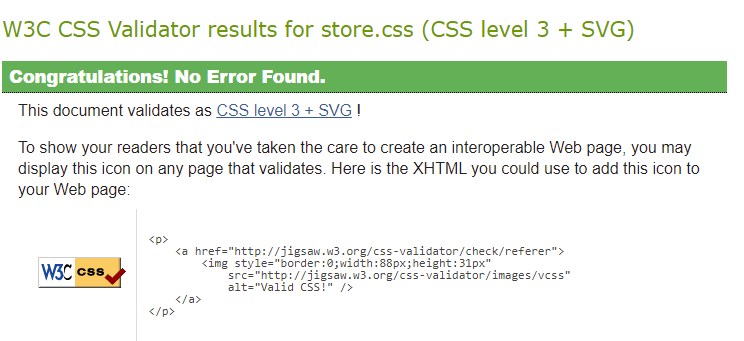 W3C CSS Validator results for store.css (CSS level 3 + SVG)
Congratulations! No Error Found.
This document validates as CSS level 3 + SVG !
To show your readers that you've taken the care to create an interoperable Web page, you may
display this icon on any page that validates. Here is the XHTML you could use to add this icon to
your Web page:
W3C css
<p>
    <a href="http://jigsaw.w3.org/css-validator/check/referer">
        <img style="border:0;width:88px;height:31px"
            src="http://jigsaw.w3.org/css-validator/images/vcss"
            alt="Valid CSS!" />
    </a>
</p>